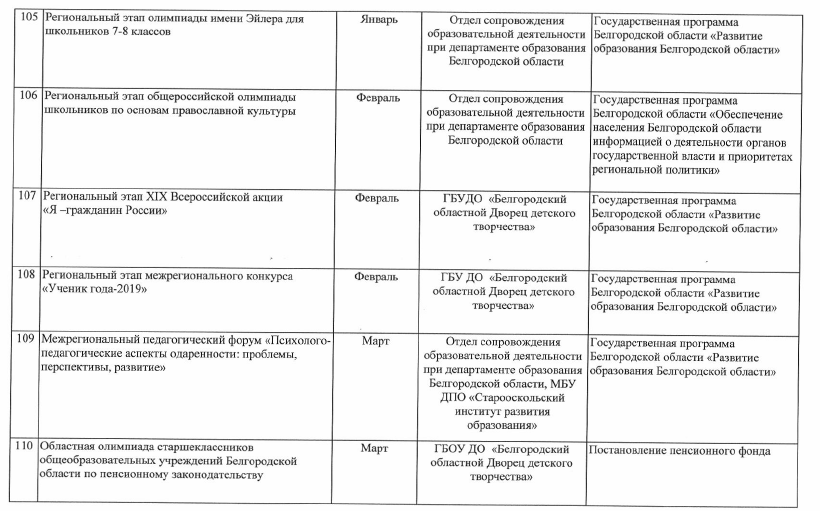 105
Региональный этап олимпиады имени Эйлера для
школьников 7-8 классов
Январь
Отдел сопровождения
образовательной деятельности
при департаменте образования
Белгородской области
Государственная программа
Белгородской области «Развитие
образования Белгородской области»
106
Региональный этап общероссийской олимпиады
школьников по основам православной культуры
Февраль
Отдел сопровождения
образовательной деятельности
при департаменте образования
Белгородской области
Государственная программа
Белгородской области «Обеспечение
населения Белгородской области
информацией о деятельности органов
государственной власти и приоритетах
региональной политики»
107
Региональный этап XIX Всероссийской акции
«Я –гражданин России»
Февраль
ГБУДО «Белгородский
областной Дворец детского
творчества»
Государственная программа
Белгородской области «Развитие
образования Белгородской области»
108
Региональный этап межрегионального конкурса
«Ученик года-2019»
Февраль
ГБУ ДО «Белгородский
областной Дворец детского
творчества»
Государственная программа
Белгородской области «Развитие
образования Белгородской области»
109
Межрегиональный педагогический форум «Психолого-
педагогические аспекты одаренности: проблемы,
перспективы, развитие»
Март
Отдел сопровождения
образовательной деятельности
при департаменте образования
Белгородской области, МБУ
ДПО «Старооскольский
институт развития
образования»
Государственная программа
Белгородской области «Развитие
образования Белгородской области»
110
Областная олимпиада старшеклассников
общеобразовательных учреждений Белгородской
области по пенсионному законодательству
Март
ГБОУ ДО «Белгородский
областной Дворец детского
творчества»
Постановление пенсионного фонда